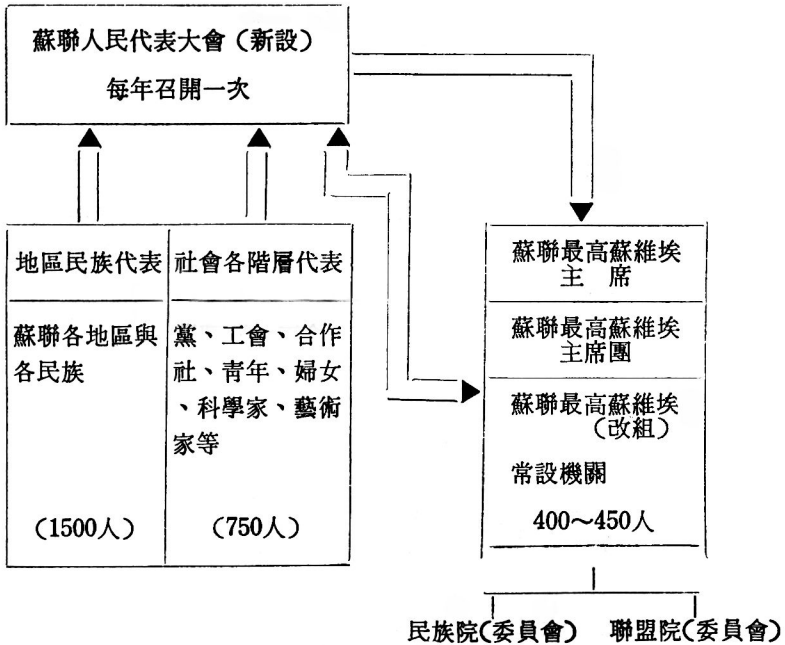 蘇聯人民代表大會（新設）
每年召開一次
地區民族代表
蘇聯各地區與
各民族
（1500人）
社會各階層代表
黨、工會、合作
社、青年、婦女
、科學家、藝術
家等
（750人）
蘇聯最高蘇維埃
主　席
蘇聯最高蘇維埃
主席團
蘇聯最高蘇維埃
（改組）
常設機關
400～450人
民族院（委員會）
聯盟院（委員會）